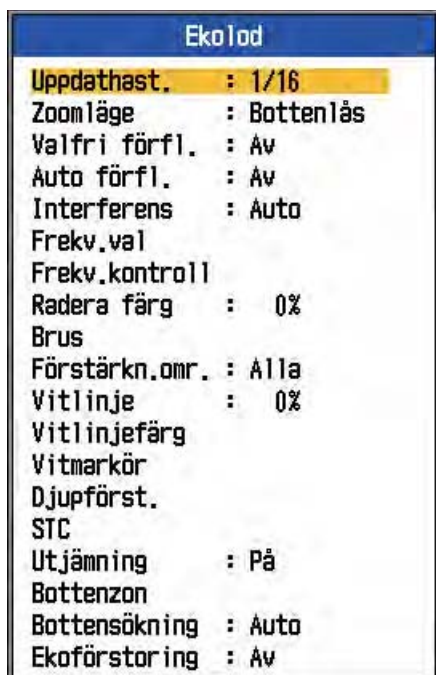 Ekolod
Uppdathast. : 1/16
Zoomläge : Bottenlås
Valfri förfl. : Av
Auto förfl. : Av
Interferens : Auto
Frekv.val
Frekv.kontroll
Radera färg : 0%
Brus
Förstärkn.omr. : Alla
Vitlinje : 0%
Vitlinjefärg
Vitmarkör
Djupförst.
STC
Utjämning : På
Bottenzon
Bottensökning : Auto
Ekoförstoring : Av